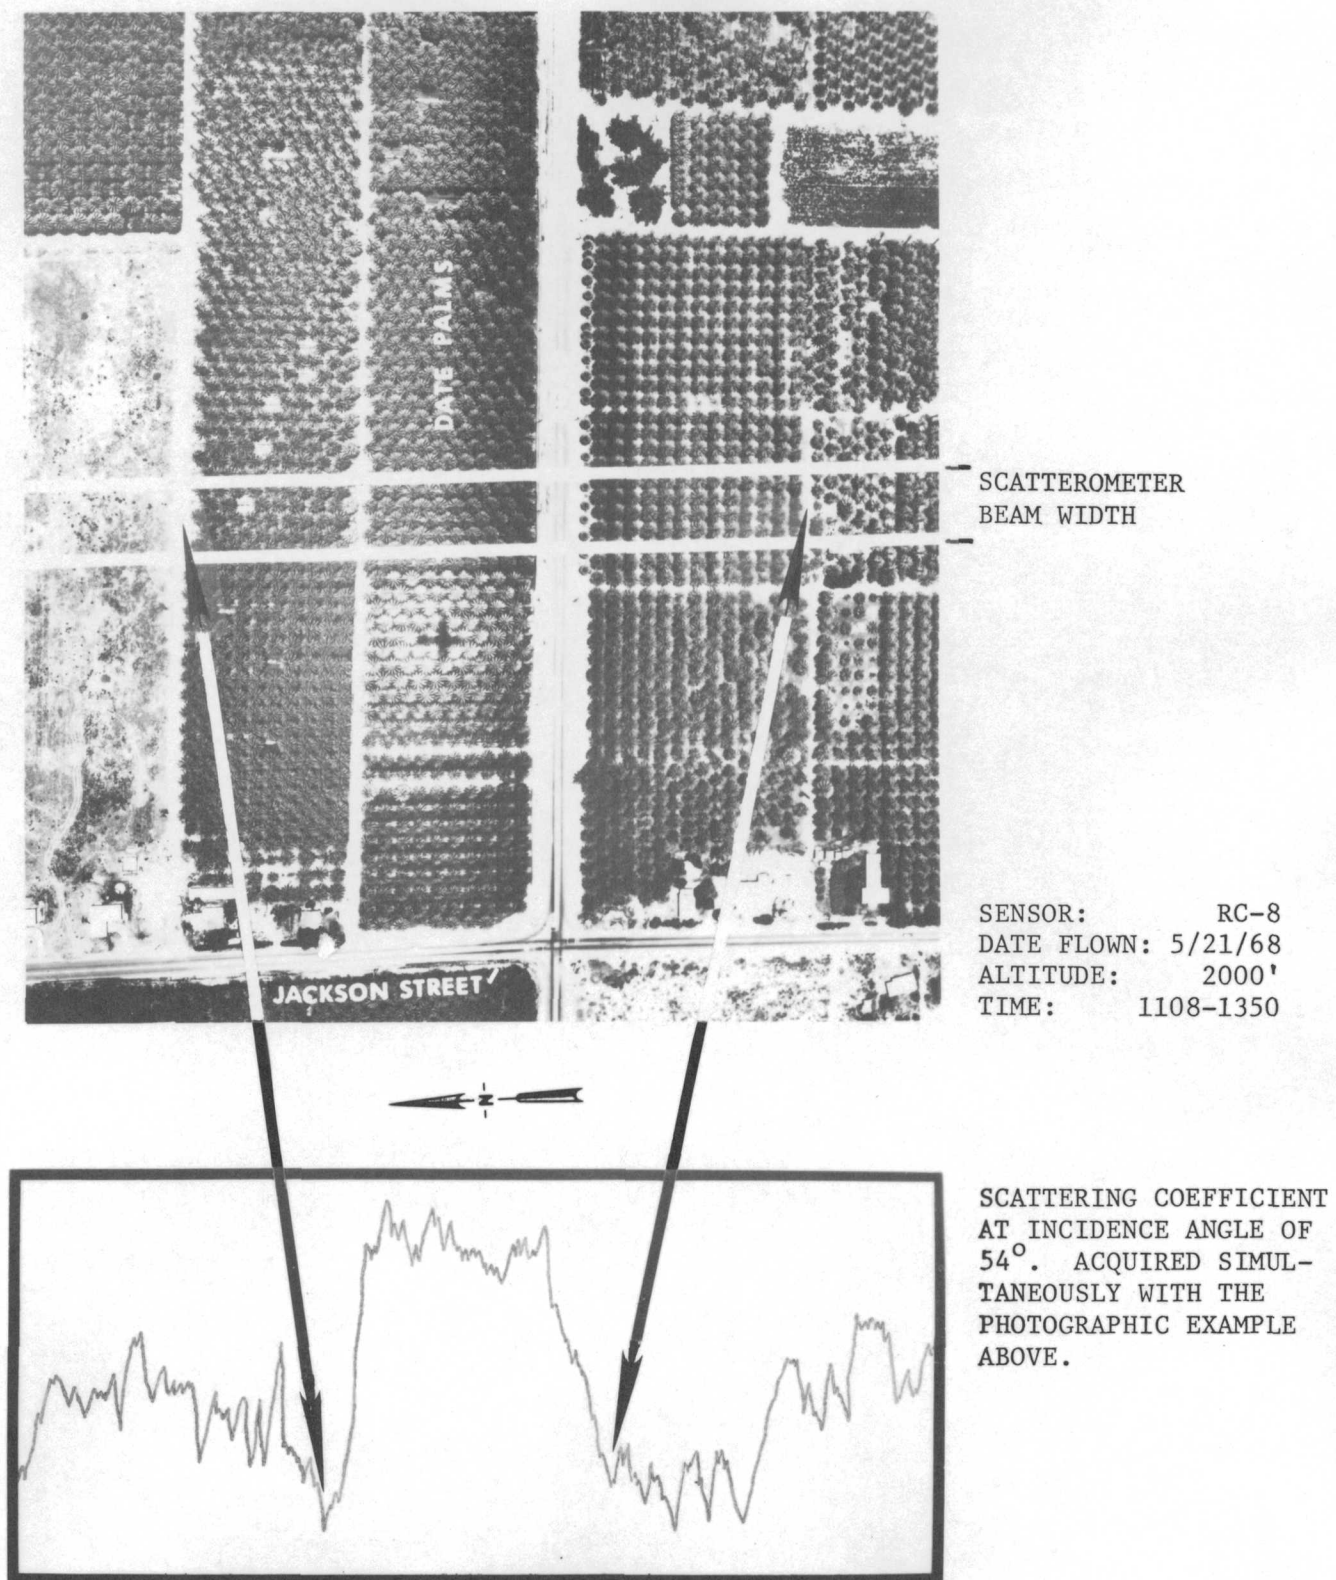 DATE PALMS
SCATTEROMETER
BEAM WIDTH
SENSOR: RC-8
DATE FLOWN: 5/21/68
ALTITUDE: 2000'
TIME: 1108-1350
JACKSON STREET
N
SCATTERING COEFFICIENT
AT INCIDENCE ANGLE OF
54°. ACQUIRED SIMUL-
TANEOUSLY WITH THE
PHOTOGRAPHIC EXAMPLE
ABOVE.